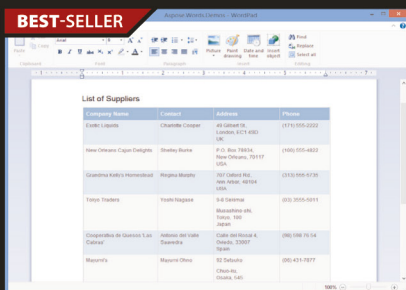 BEST-SELLER
Aspose.Words Demos - WordPad
Paste
Arial
Picture
Paint drawing
Date and time
Insert object
Find
Replace
Select all
Clipboard
Font
Paragraph
Insert
Editing
List of Suppliers
Company Name Contact Address Phone
Exotic Liquids Charlotte Cooper 49 Gilbert St. (171) 555-2222
London, EC1 4SD
UK
New Orleans Cajun Delights Shelley Burke P.O. Box 78934, (100) 555-4822
New Orleans, 70117
USA
Grandma Kelly's Homestead Regina Murphy 707 Oxford Rd., (313) 555-5735
Ann Arbor, 48104
USA
Tokyo Traders Yoshi Nagase 9-8 Sekimai (03) 3555-5011
Musashino-shi,
Tokyo, 100
Japan
Cooperativa de Quesos 'Las Antonio del Valle Calle del Rosal 4, (98) 598 76 54
Cabras' Saavedra Oviedo, 33007
Spain
Mayumi's Mayumi Ohno 92 Setsuko (06) 431-7877
Chuo-ku,
Osaka, 545
100%